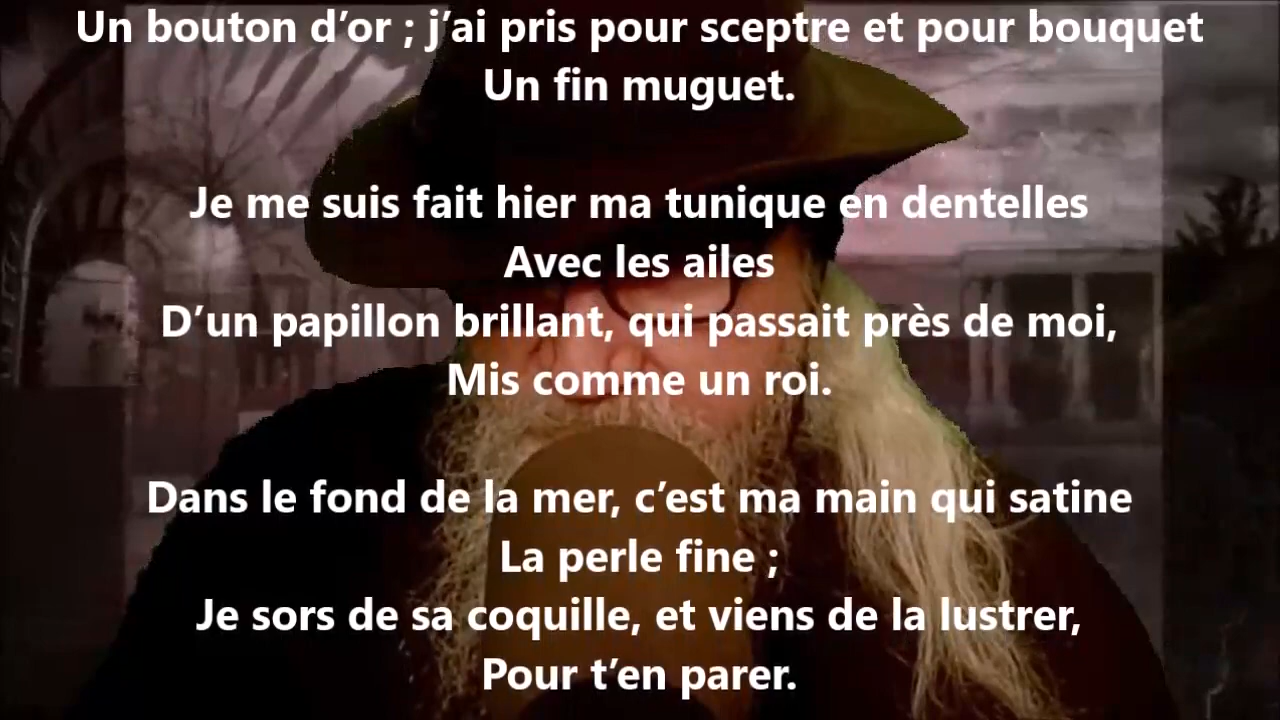 Un bouton d’or ; j’ai pris pour sceptre et pour bouquet
Un fin muguet.
Je me suis fait hier ma tunique en dentelles
Avec les ailes
D’un papillon brillant, qui passait près de moi,
Mis comme un roi.
Dans le fond de la mer, c’est ma main qui satine
La perle fine ;
Je sors de sa coquille, et viens de la lustrer,
Pour t’en parer.